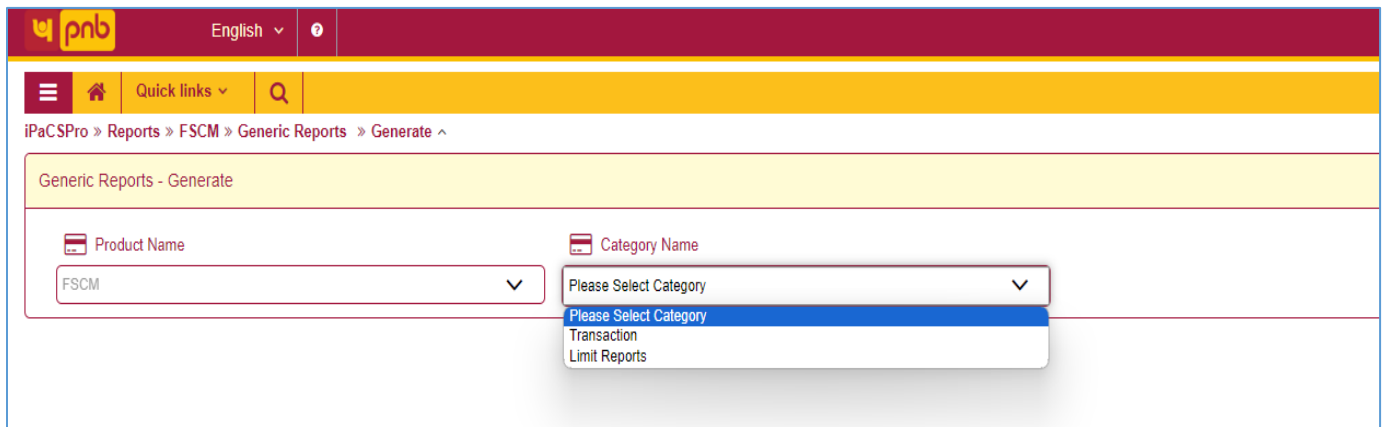 ਪ pnb English ?
Quick links
iPaCSPro » Reports » FSCM » Generic Reports » Generate
Generic Reports - Generate
Product Name Category Name
FSCM Please Select Category
Please Select Category
Transaction
Limit Reports